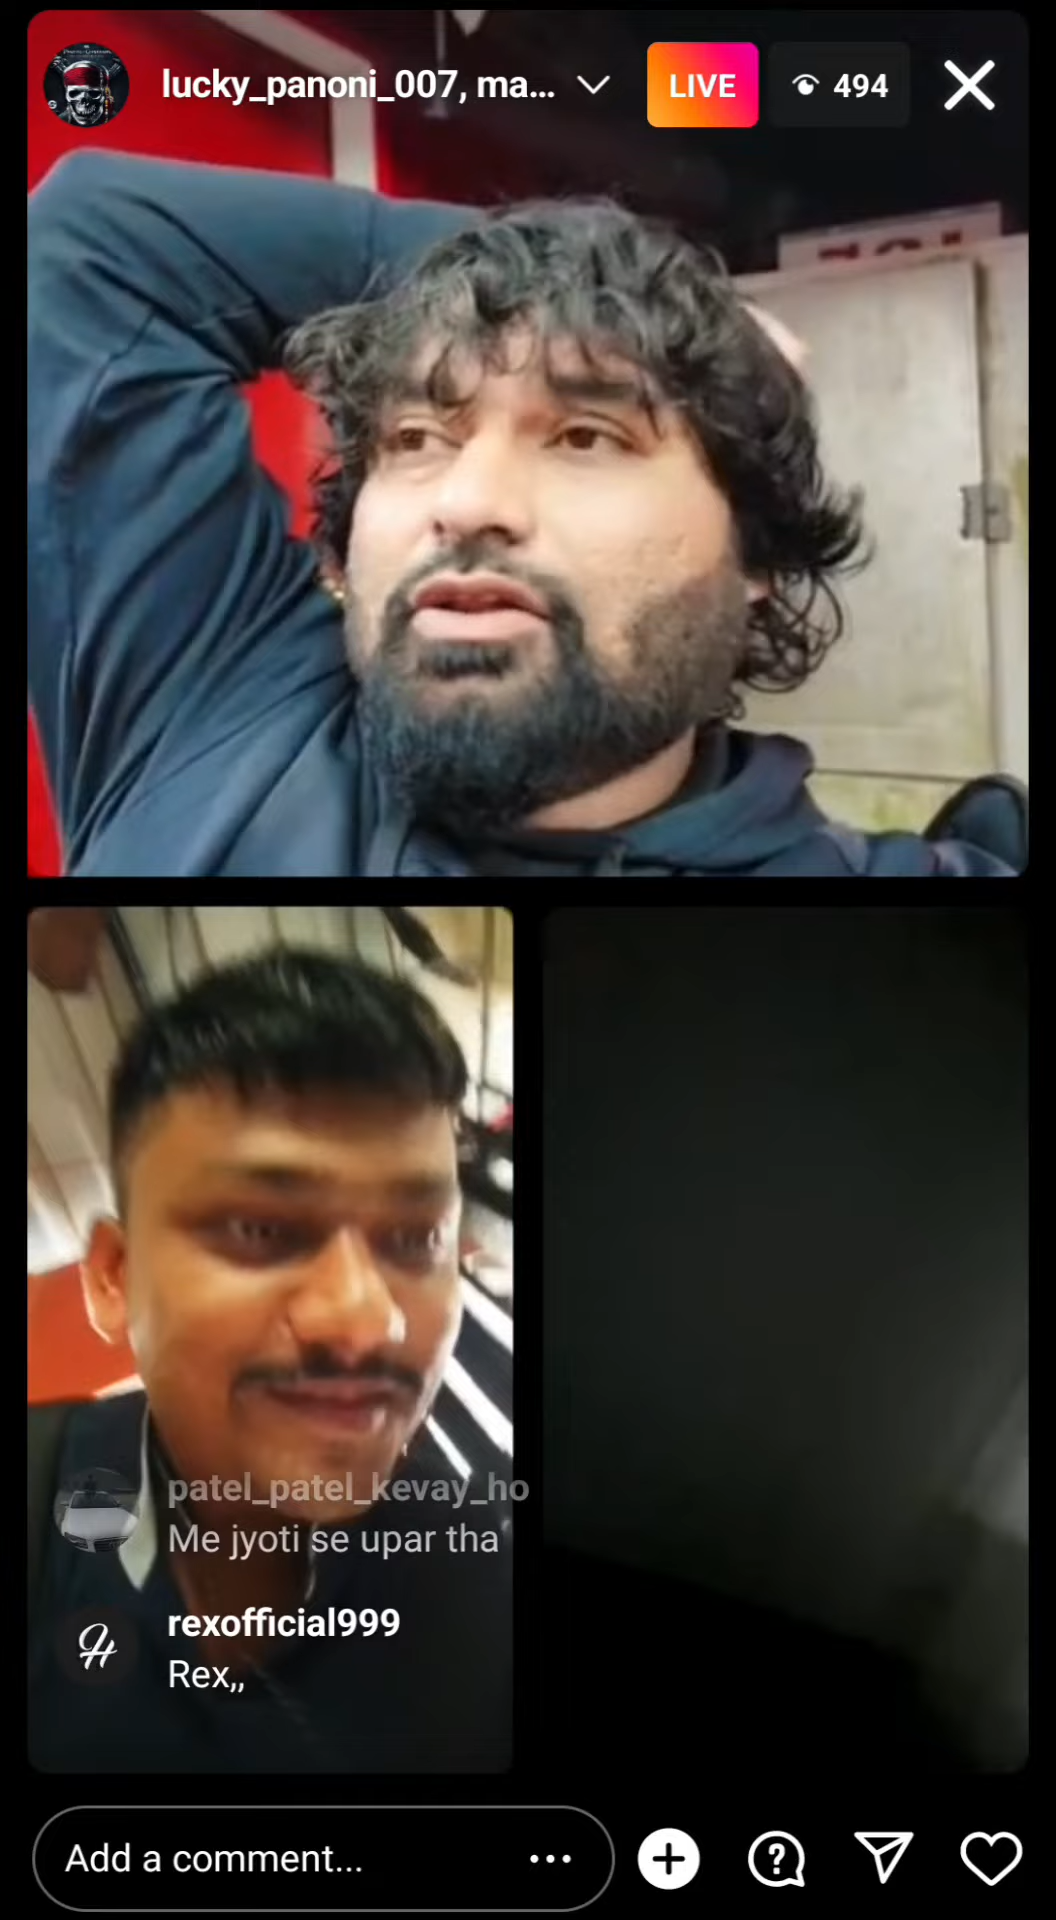 lucky_panoni_007, ma...
LIVE
494
patel_patel_kevay_ho
Me jyoti se upar tha
rexofficial999
Rex,,
Add a comment...